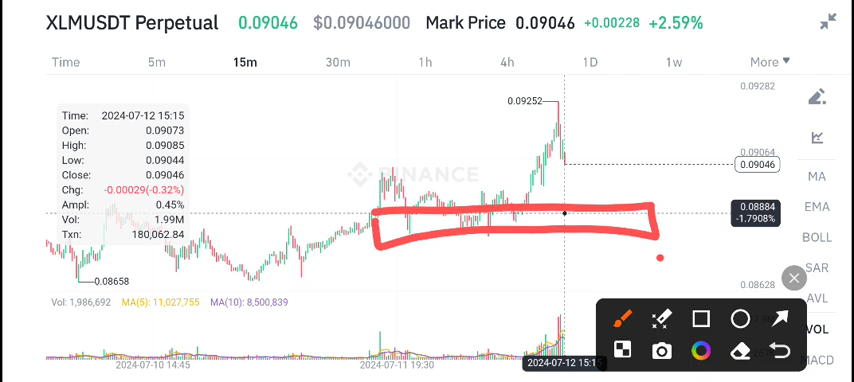 XLMUSDT Perpetual 0.09046 $0.09046000 Mark Price 0.09046 +0.00228 +2.59%
Time 5m 15m 30m 1h 4h 1D 1w More
0.09282
0.09252
Time: 2024-07-12 15:15
Open: 0.09073
High: 0.09085
Low: 0.09044
Close: 0.09046
Chg: -0.00029(-0.32%)
Ampl: 0.45%
Vol: 1.99M
Txn: 180,062.84
BINANCE
0.09064
0.09046
0.08884
-1.7908%
0.08658
0.08628
MA
EMA
BOLL
SAR
AVL
VOL
MACD
Vol: 1,986,692 MA(5): 11,027,755 MA(10): 8,500,839
2024-07-10 14:45 2024-07-11 19:30 2024-07-12 15:15